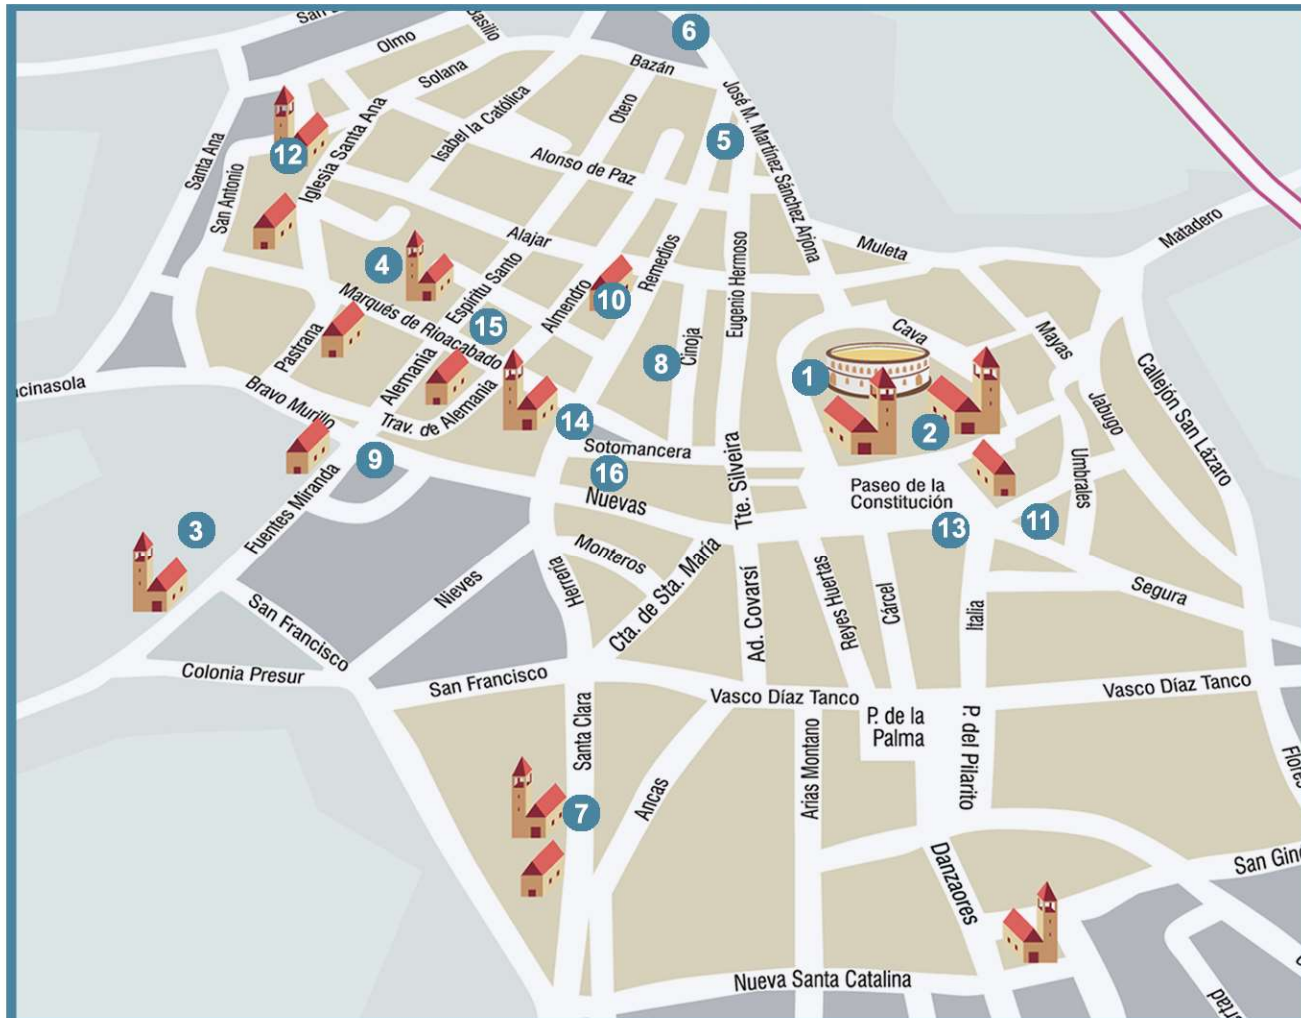 6
Olmo
Basilio
Solana
Bazán
José M. Martínez Sánchez Arjona
Santa Ana
San Antonio
12
Iglesia Santa Ana
Isabel la Católica
Otero
5
Alonso de Paz
Matadero
Muleta
Alajar
4
Espíritu Santo
Remedios
Eugenio Hermoso
10
Almendro
15
Marqués de Rioacabado
Pastrana
Alemania
Cinoja
8
Cava
Mayas
1
2
Jabugo
Callejón San Lázaro
Bravo Murillo
Trav. de Alemania
14
Sotomancera
9
16
Nuevas
Tte. Silveira
Paseo de la
Constitución
Umbrales
13
11
3
Fuentes Miranda
Monteros
Herrería
Cta. de Sta. María
Nieves
Ad. Covarsí
Reyes Huertas
Cárcel
Italia
Segura
San Francisco
Colonia Presur
San Francisco
Vasco Díaz Tanco
Vasco Díaz Tanco
Santa Clara
P. de la
Palma
P. del Pilarito
Arias Montano
Ancas
7
Danzaores
Nueva Santa Catalina